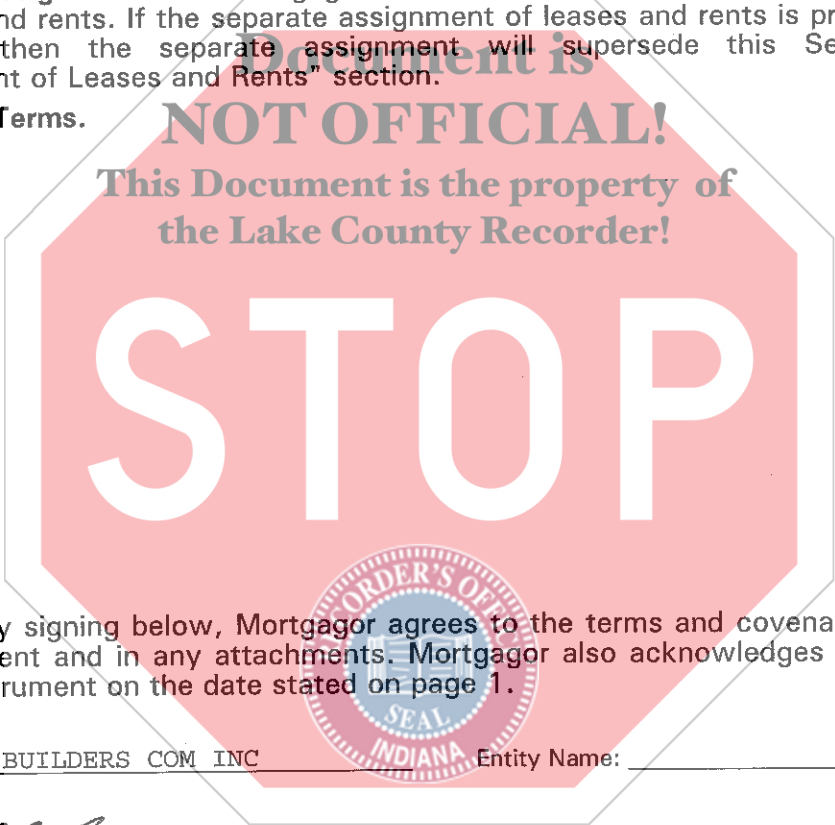 nd rents. If the separate assignment of leases and rents is pr
then the separate assignment will supersede this Se
nt of Leases and Rents" section.
Terms.
Document is
NOT OFFICIAL!
This Document is the property of
the Lake County Recorder!
STOP
y signing below, Mortgagor agrees to the terms and covena
ent and in any attachments. Mortgagor also acknowledges
rument on the date stated on page 1.
RECORDER'S OFFICE
SEAL
INDIANA
BUILDERS COM INC Entity Name: